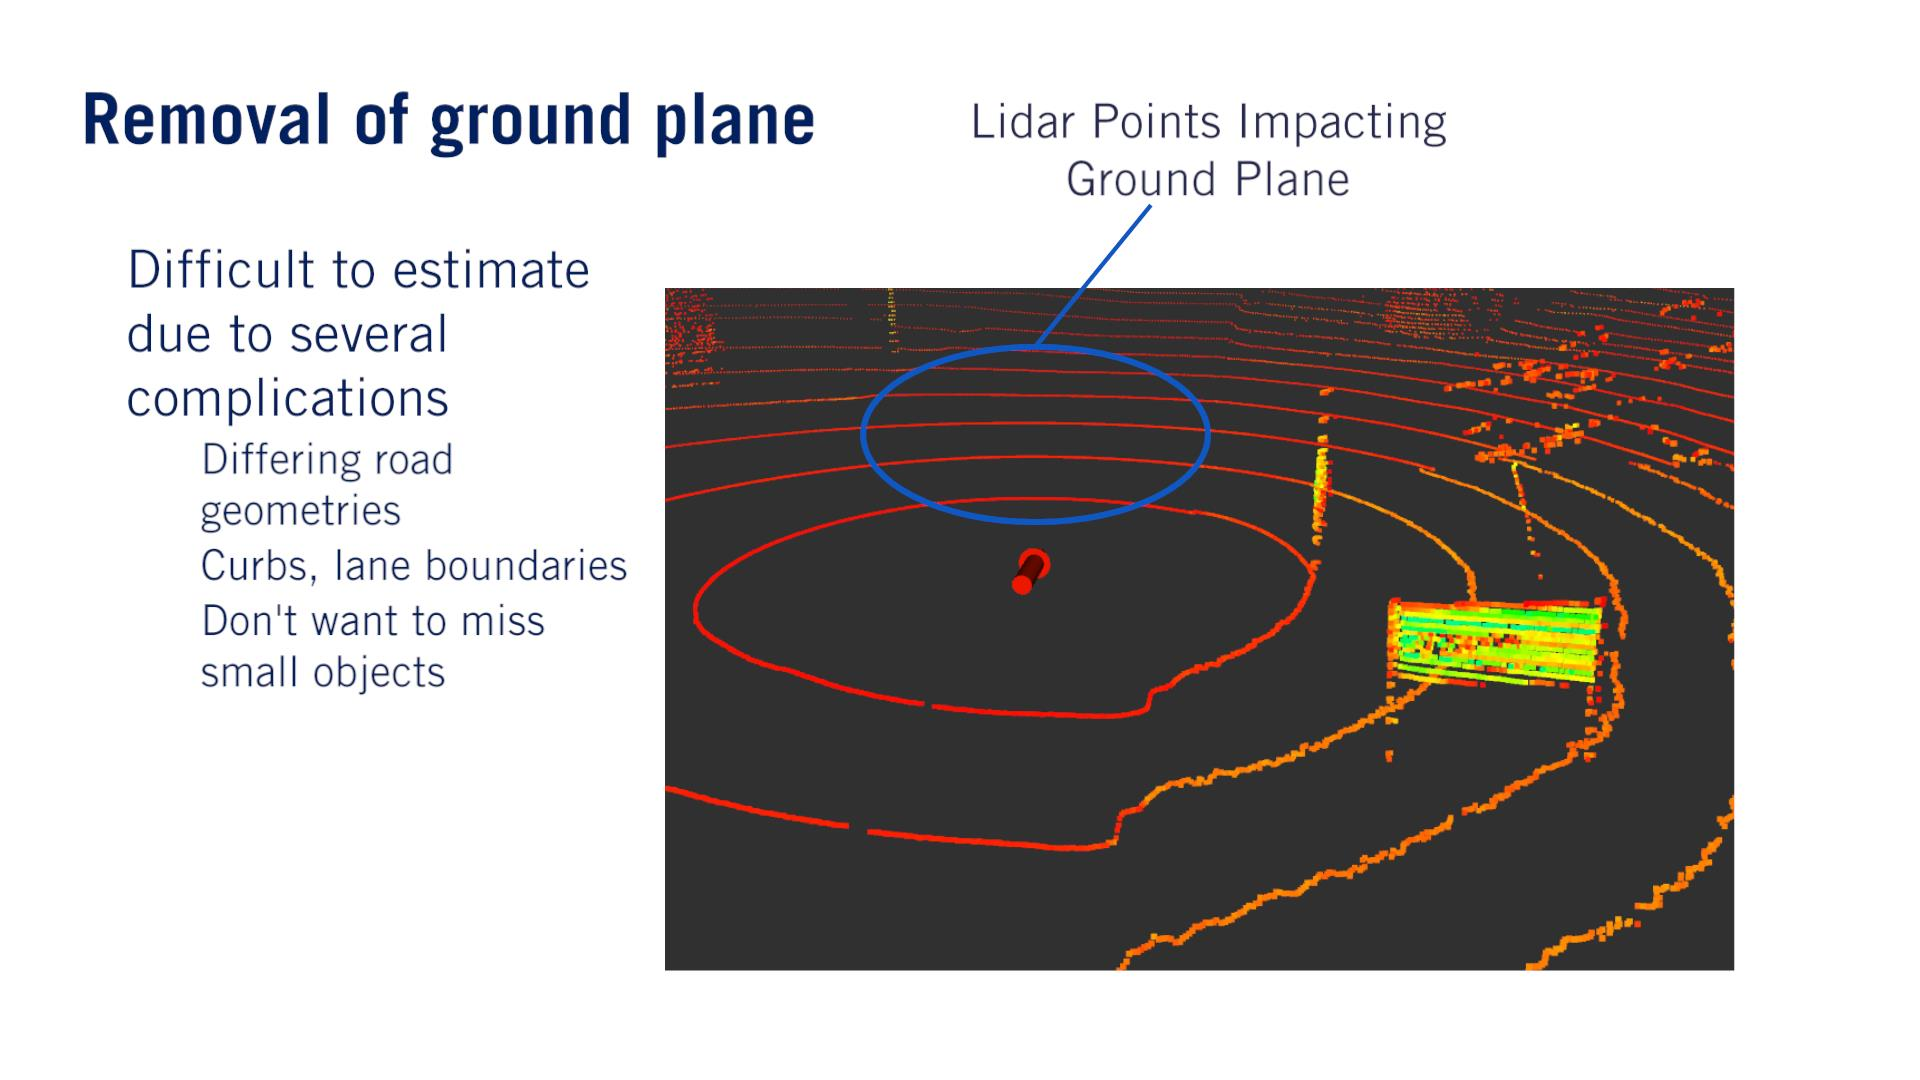 Removal of ground plane
Lidar Points Impacting
Ground Plane
Difficult to estimate
due to several
complications
Differing road
geometries
Curbs, lane boundaries
Don't want to miss
small objects